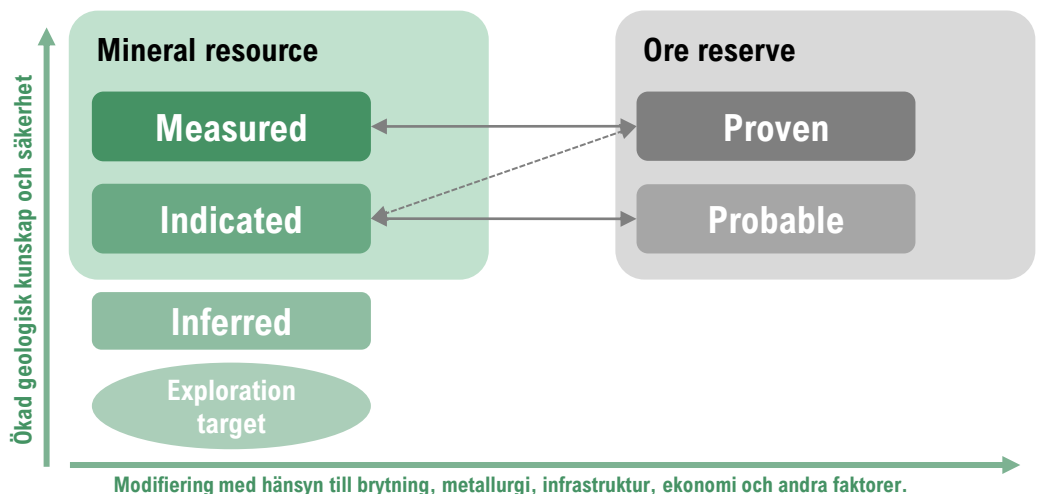 Mineral resource
Ore reserve
Measured
Proven
Indicated
Probable
Inferred
Exploration
target
Ökad geologisk kunskap och säkerhet
Modifiering med hänsyn till brytning, metallurgi, infrastruktur, ekonomi och andra faktorer.